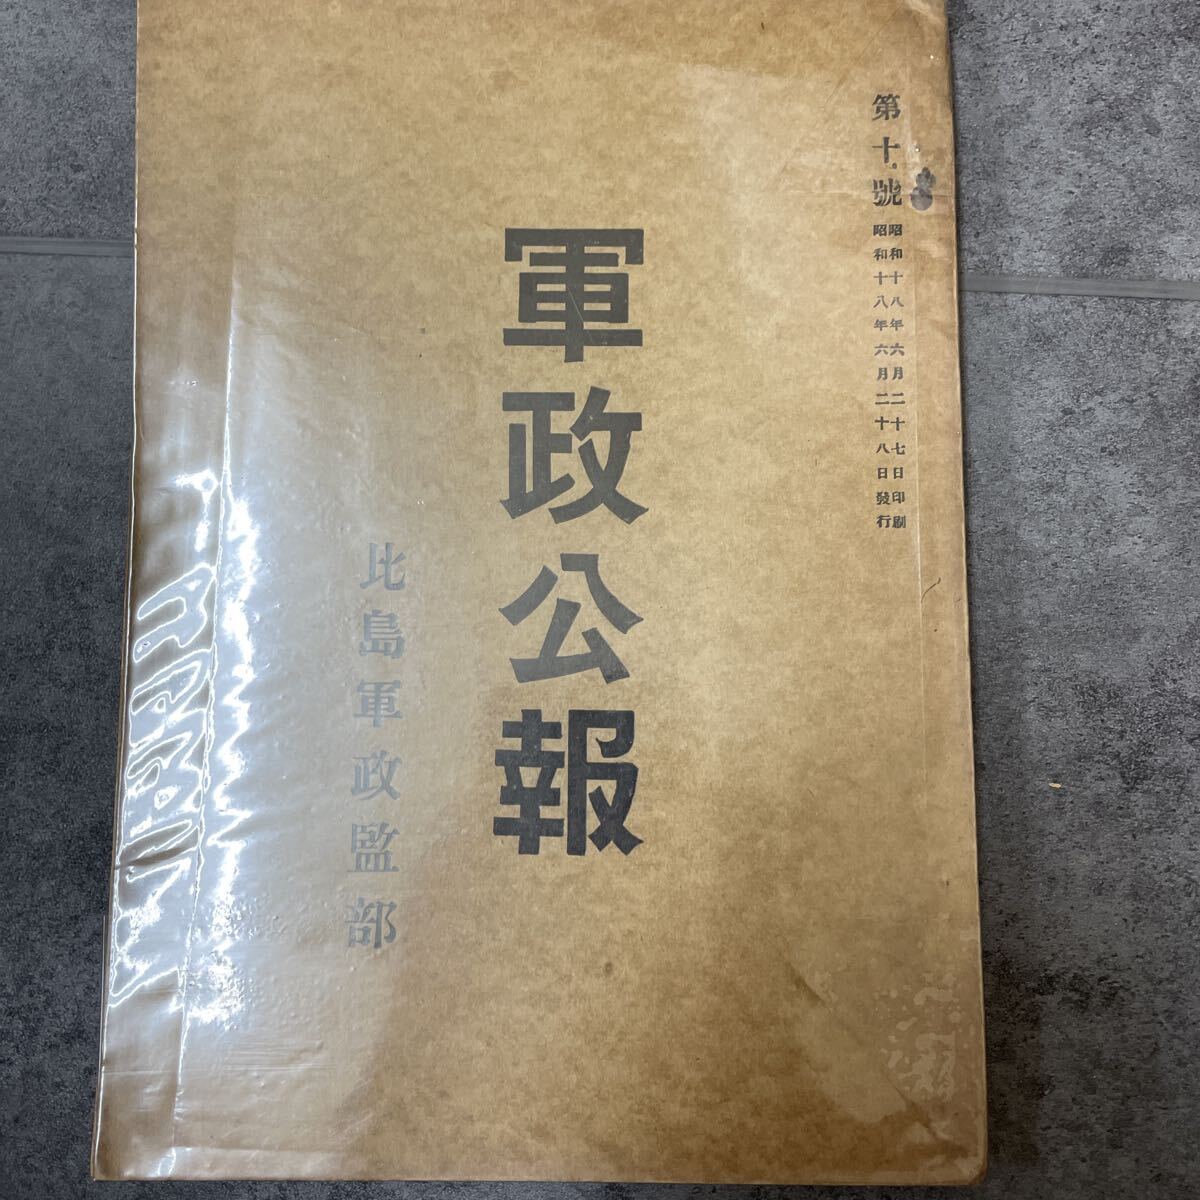 第十號
昭和十八年六月二十七日印刷
昭和十八年六月二十八日發行
軍政公報
比島軍政監部